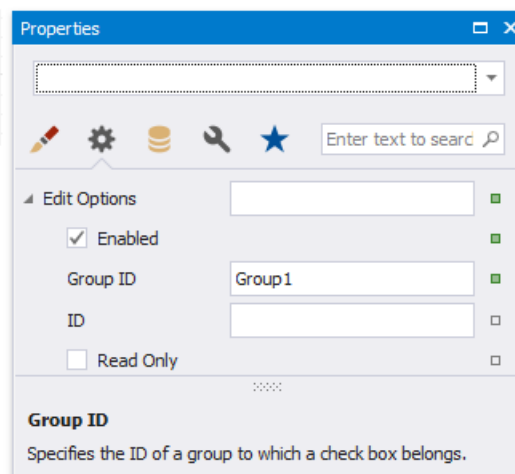 Properties
Enter text to searc
Edit Options
Enabled
Group ID Group1
ID
Read Only
Group ID
Specifies the ID of a group to which a check box belongs.